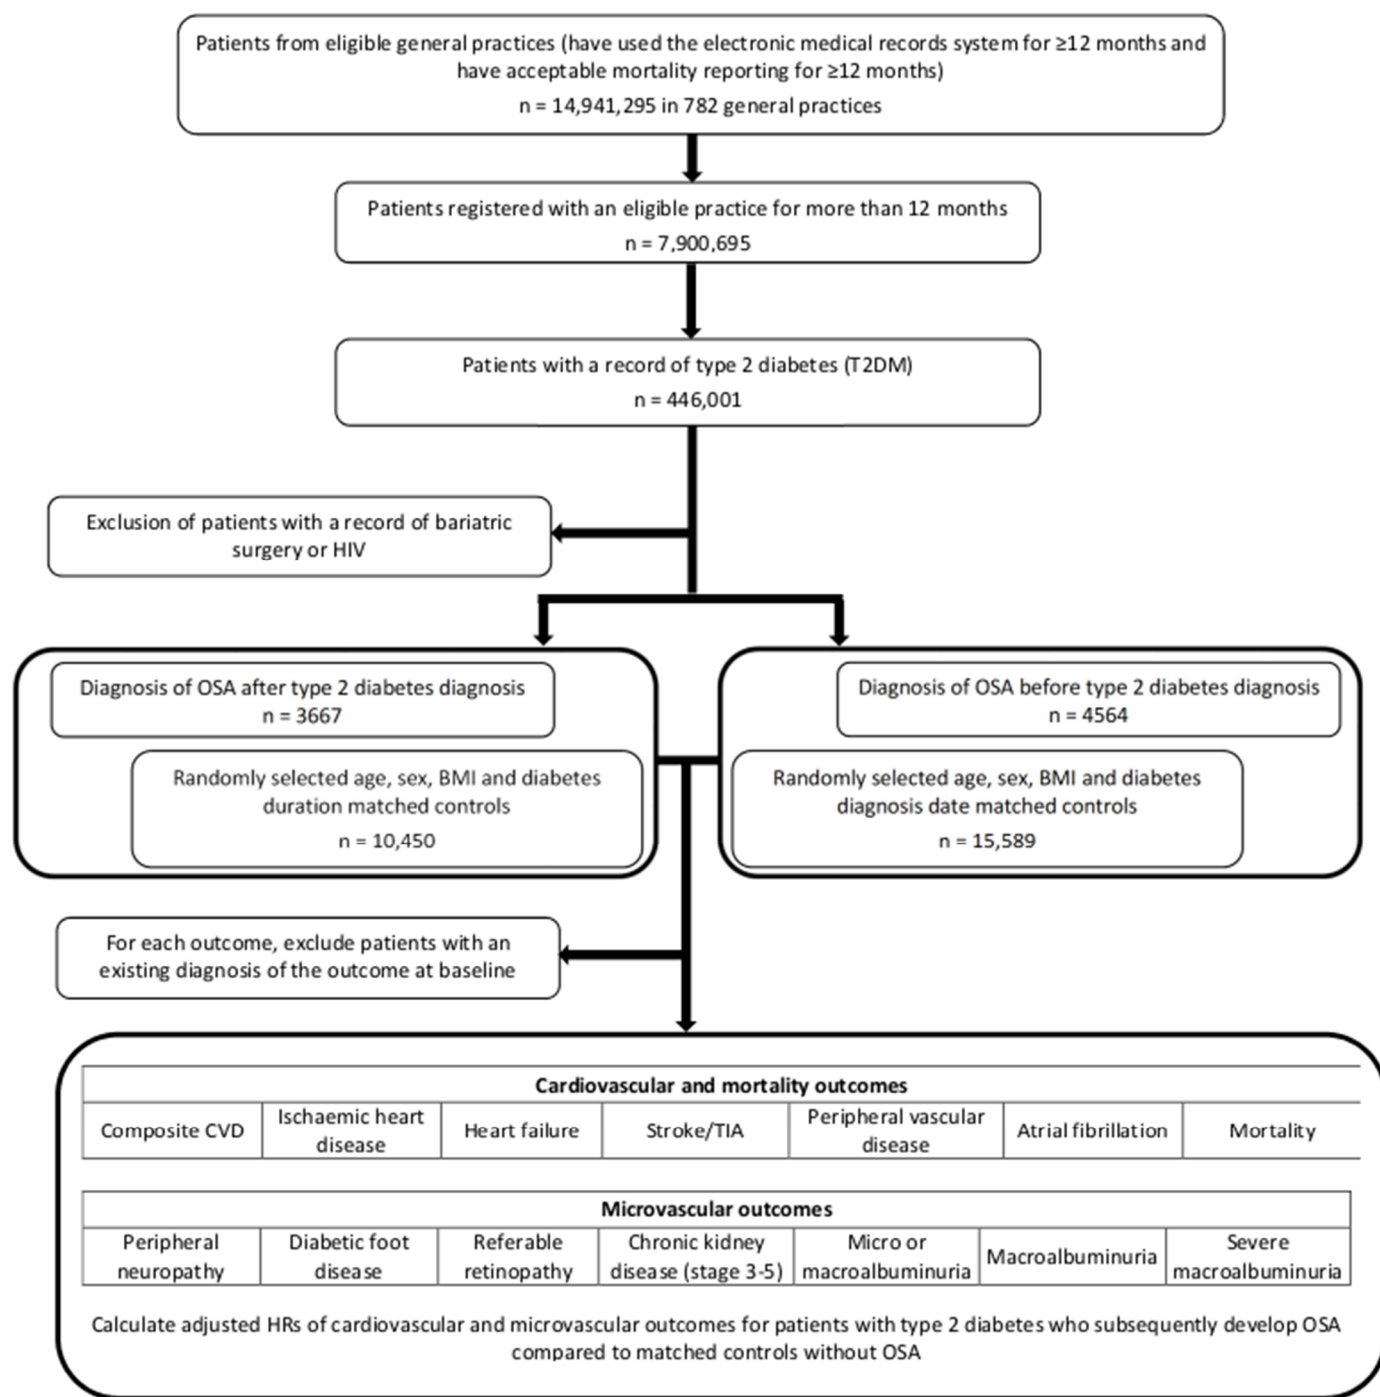 Patients from eligible general practices (have used the electronic medical records system for ≥12 months and
have acceptable mortality reporting for ≥12 months)
n = 14,941,295 in 782 general practices
Patients registered with an eligible practice for more than 12 months
n = 7,900,695
Patients with a record of type 2 diabetes (T2DM)
n = 446,001
Exclusion of patients with a record of bariatric
surgery or HIV
Diagnosis of OSA after type 2 diabetes diagnosis
n = 3667
Randomly selected age, sex, BMI and diabetes
duration matched controls
n = 10,450
Diagnosis of OSA before type 2 diabetes diagnosis
n = 4564
Randomly selected age, sex, BMI and diabetes
diagnosis date matched controls
n = 15,589
For each outcome, exclude patients with an
existing diagnosis of the outcome at baseline
Cardiovascular and mortality outcomes
Composite CVD
Ischaemic heart
disease
Heart failure
Stroke/TIA
Peripheral vascular
disease
Atrial fibrillation
Mortality
Microvascular outcomes
Peripheral
neuropathy
Diabetic foot
disease
Referable
retinopathy
Chronic kidney
disease (stage 3-5)
Micro or
macroalbuminuria
Macroalbuminuria
Severe
macroalbuminuria
Calculate adjusted HRs of cardiovascular and microvascular outcomes for patients with type 2 diabetes who subsequently develop OSA
compared to matched controls without OSA